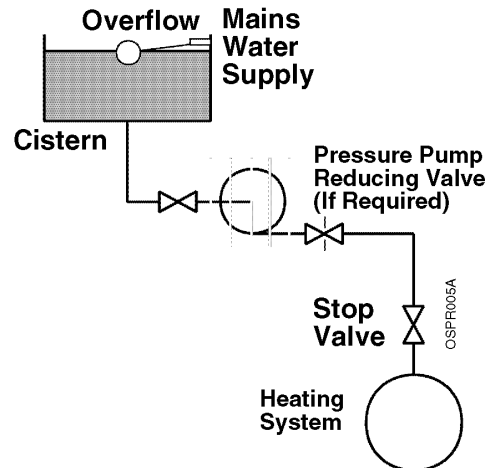 Overflow
Mains
Water
Supply
Cistern
Pressure Pump
Reducing Valve
(If Required)
Stop
Valve
OSPR005A
Heating
System